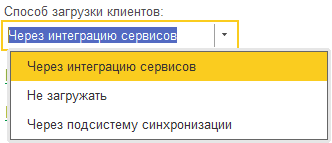 Способ загрузки клиентов:
Через интеграцию сервисов
Через интеграцию сервисов
Не загружать
Через подсистему синхронизации